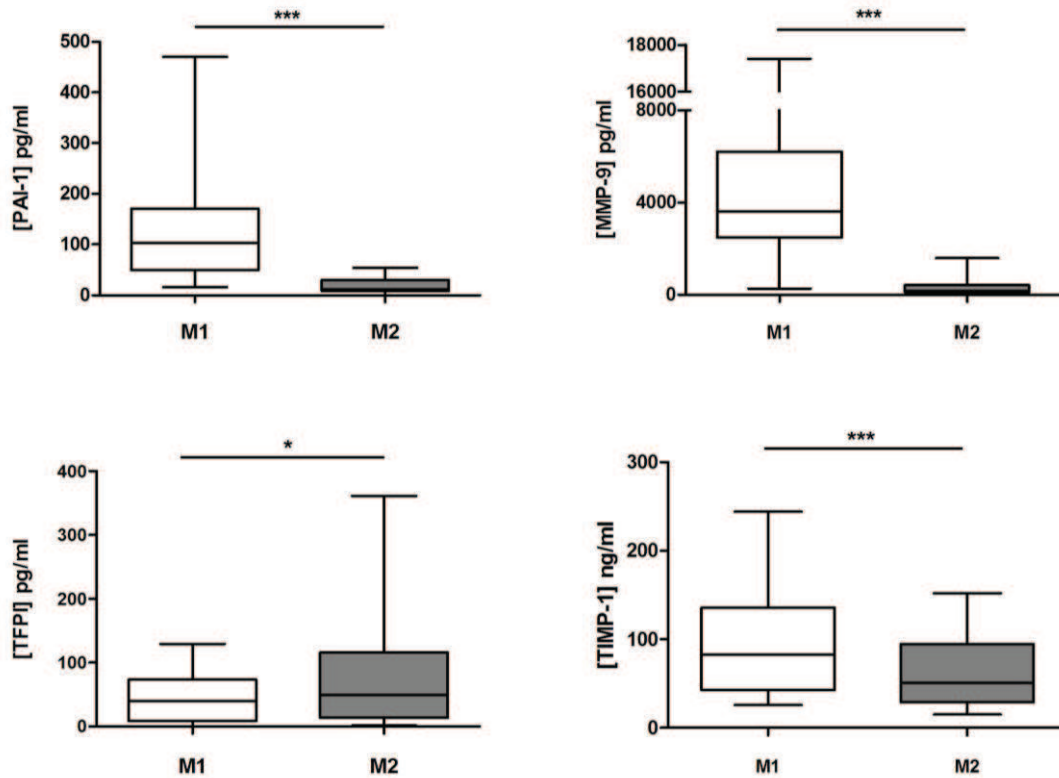 ***
[PAI-1] pg/ml
500
400
300
200
100
0
M1
M2
***
[MMP-9] pg/ml
18000
16000
8000
4000
0
M1
M2
*
[TFPI] pg/ml
400
300
200
100
0
M1
M2
***
[TIMP-1] ng/ml
300
200
100
0
M1
M2